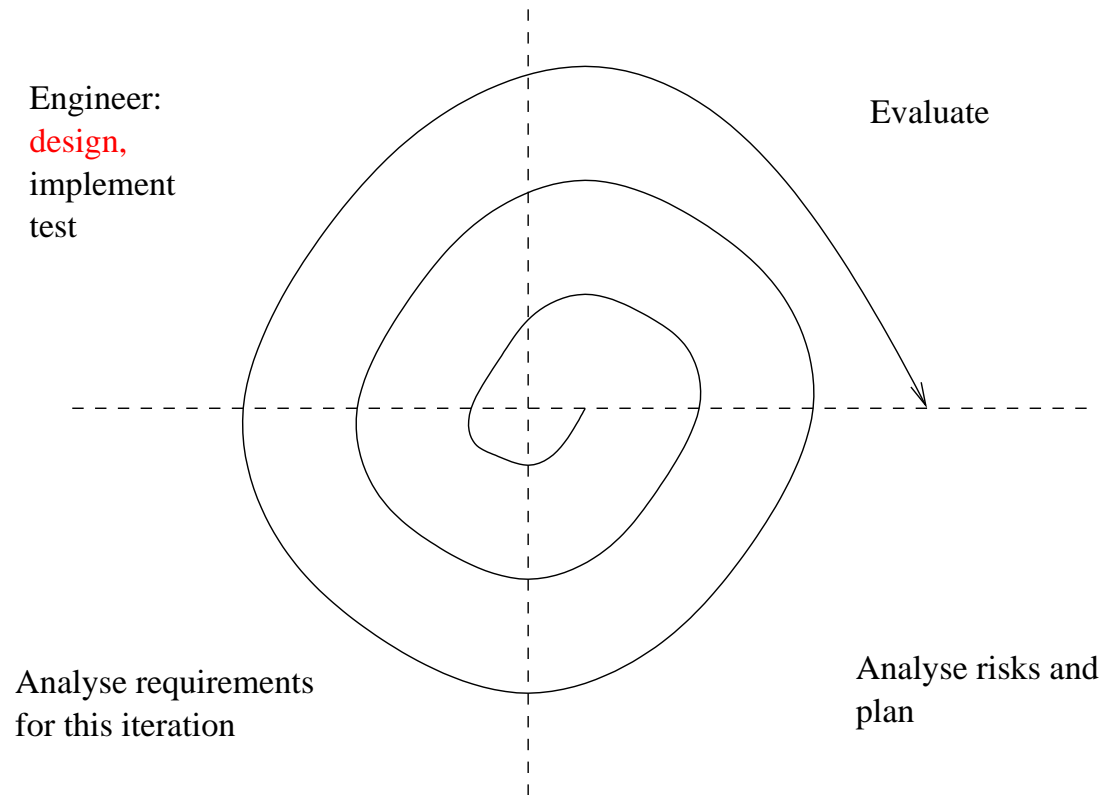 Engineer:
design,
implement
test
Evaluate
Analyse requirements
for this iteration
Analyse risks and
plan